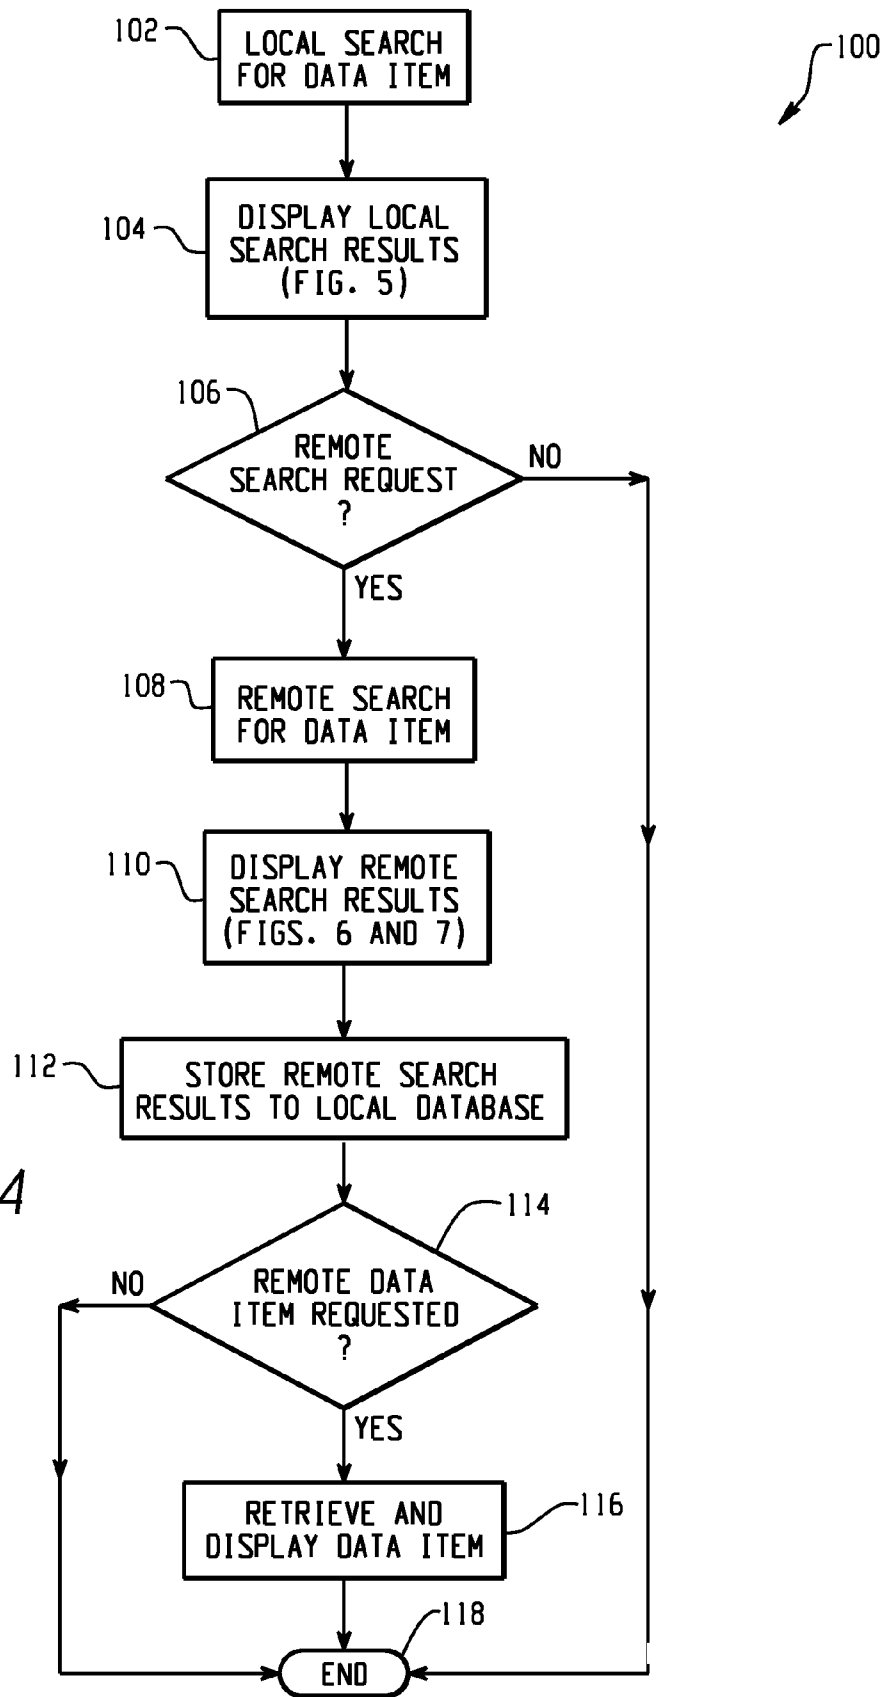 102
LOCAL SEARCH
FOR DATA ITEM
100
104
DISPLAY LOCAL
SEARCH RESULTS
(FIG. 5)
106
REMOTE
SEARCH REQUEST
?
NO
YES
108
REMOTE SEARCH
FOR DATA ITEM
110
DISPLAY REMOTE
SEARCH RESULTS
(FIGS. 6 AND 7)
112
STORE REMOTE SEARCH
RESULTS TO LOCAL DATABASE
4
114
NO
REMOTE DATA
ITEM REQUESTED
?
YES
RETRIEVE AND
DISPLAY DATA ITEM
116
118
END